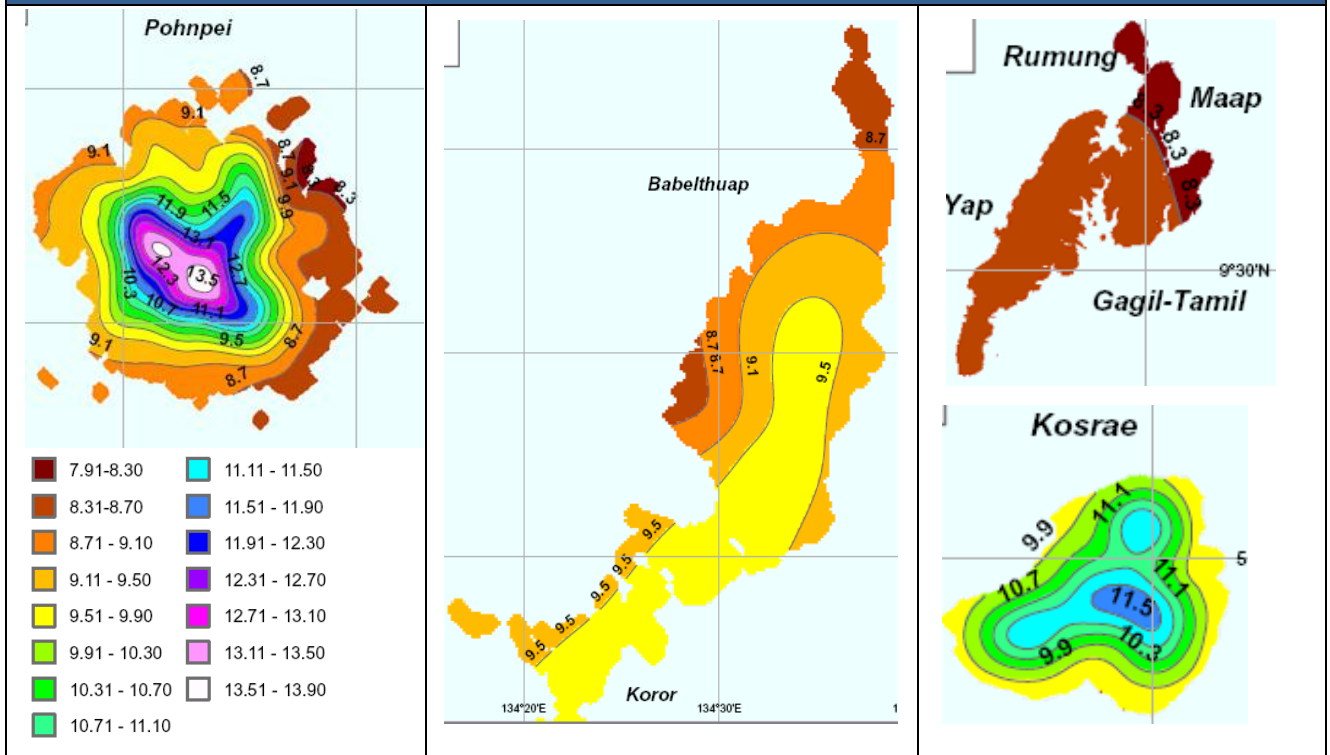 Pohnpei
8.7
9.1
9.1
8.7
9.1
8.3
8.3
9.9
11.9
11.5
13.1
12.3
13.5
12.7
10.3
10.7
11.1
9.5
9.1
8.7
8.7
7.91-8.30
8.31-8.70
8.71 - 9.10
9.11 - 9.50
9.51 - 9.90
9.91 - 10.30
10.31 - 10.70
10.71 - 11.10
11.11 - 11.50
11.51 - 11.90
11.91 - 12.30
12.31 - 12.70
12.71 - 13.10
13.11 - 13.50
13.51 - 13.90
8.7
Babelthuap
8.7
8.7
9.1
9.5
9.5
9.5
9.5
9.5
9.5
Koror
134°20'E
134°30'E
1
Rumung
Maap
8.3
8.3
8.3
Yap
9°30'N
Gagil-Tamil
Kosrae
11.1
9.9
5
10.7
11.1
11.5
10.3
9.9